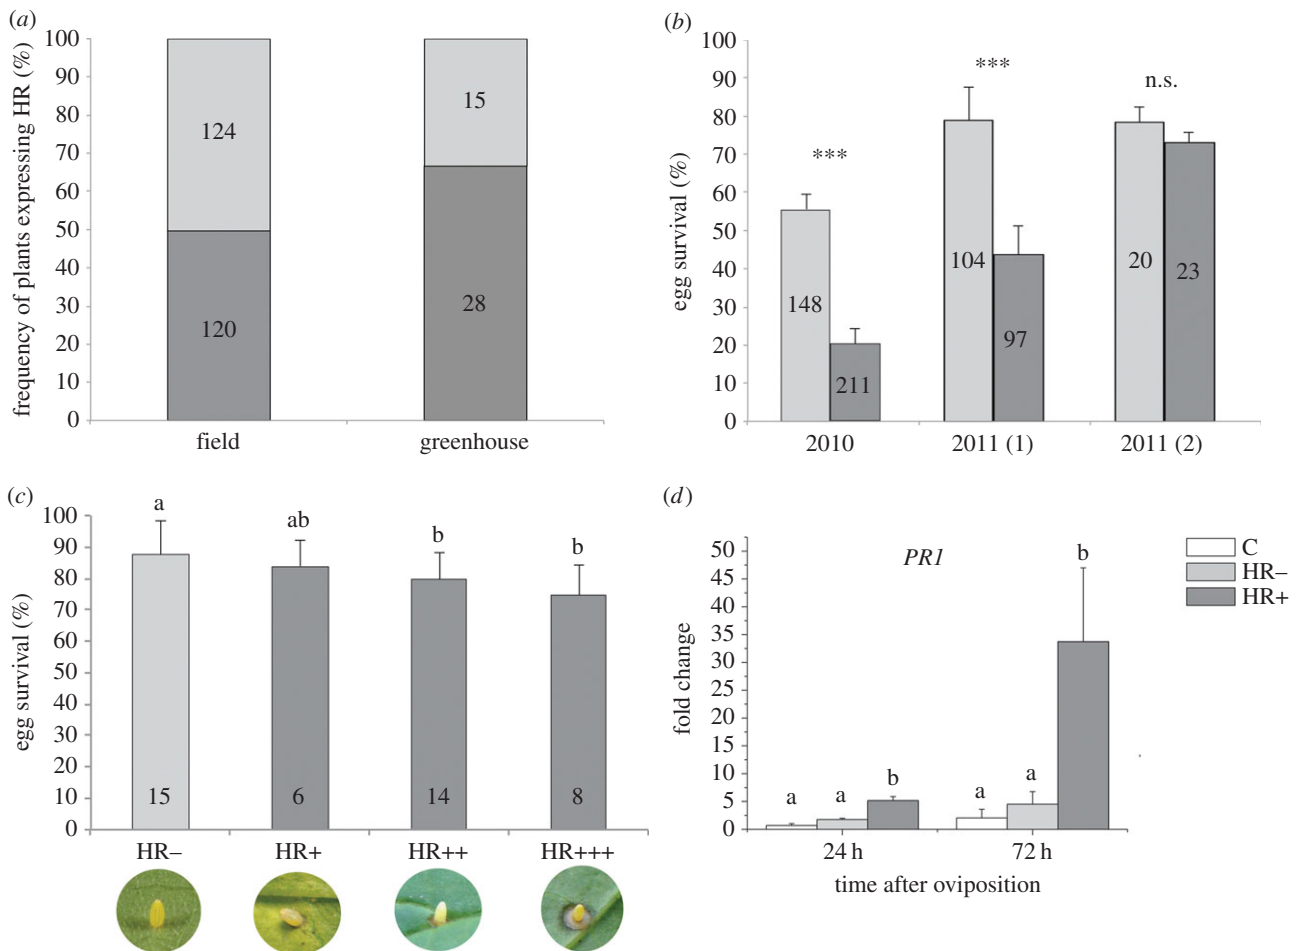 (a)
frequency of plants expressing HR (%)
100
90
80
70
60
50
40
30
20
10
0
124
120
15
28
field
greenhouse
(b)
egg survival (%)
100
90
80
70
60
50
40
30
20
10
0
***
***
n.s.
148
211
104
97
20
23
2010
2011 (1)
2011 (2)
(c)
egg survival (%)
100
90
80
70
60
50
40
30
20
10
0
a
ab
b
b
15
6
14
8
HR–
HR+
HR++
HR+++
(d)
PR1
fold change
50
45
40
35
30
25
20
15
10
5
0
a
a
b
a
a
b
24 h
72 h
time after oviposition
C
HR–
HR+